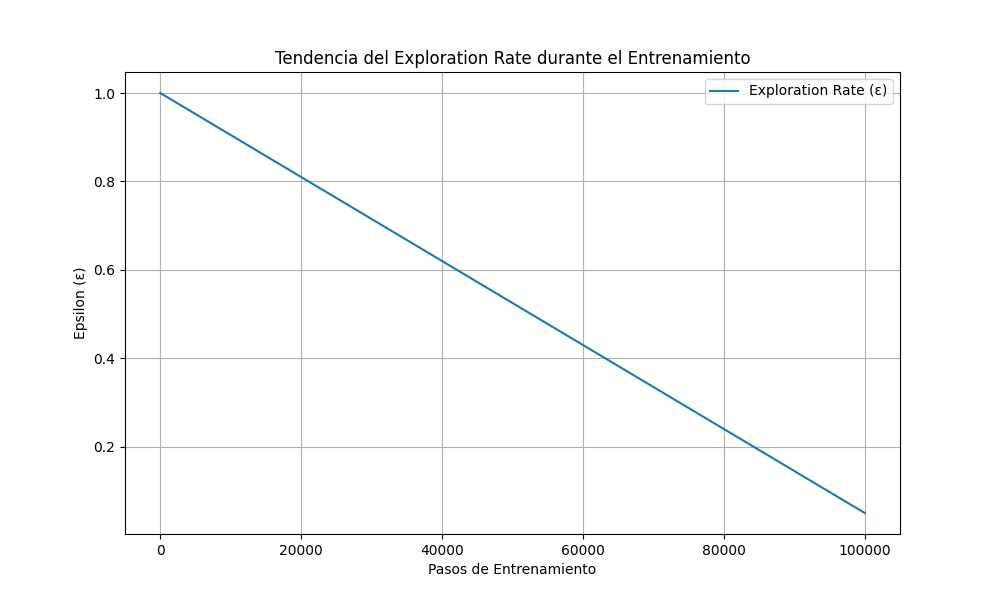 Tendencia del Exploration Rate durante el Entrenamiento
Exploration Rate (ε)
1.0
0.8
0.6
0.4
0.2
Epsilon (ε)
0 20000 40000 60000 80000 100000
Pasos de Entrenamiento